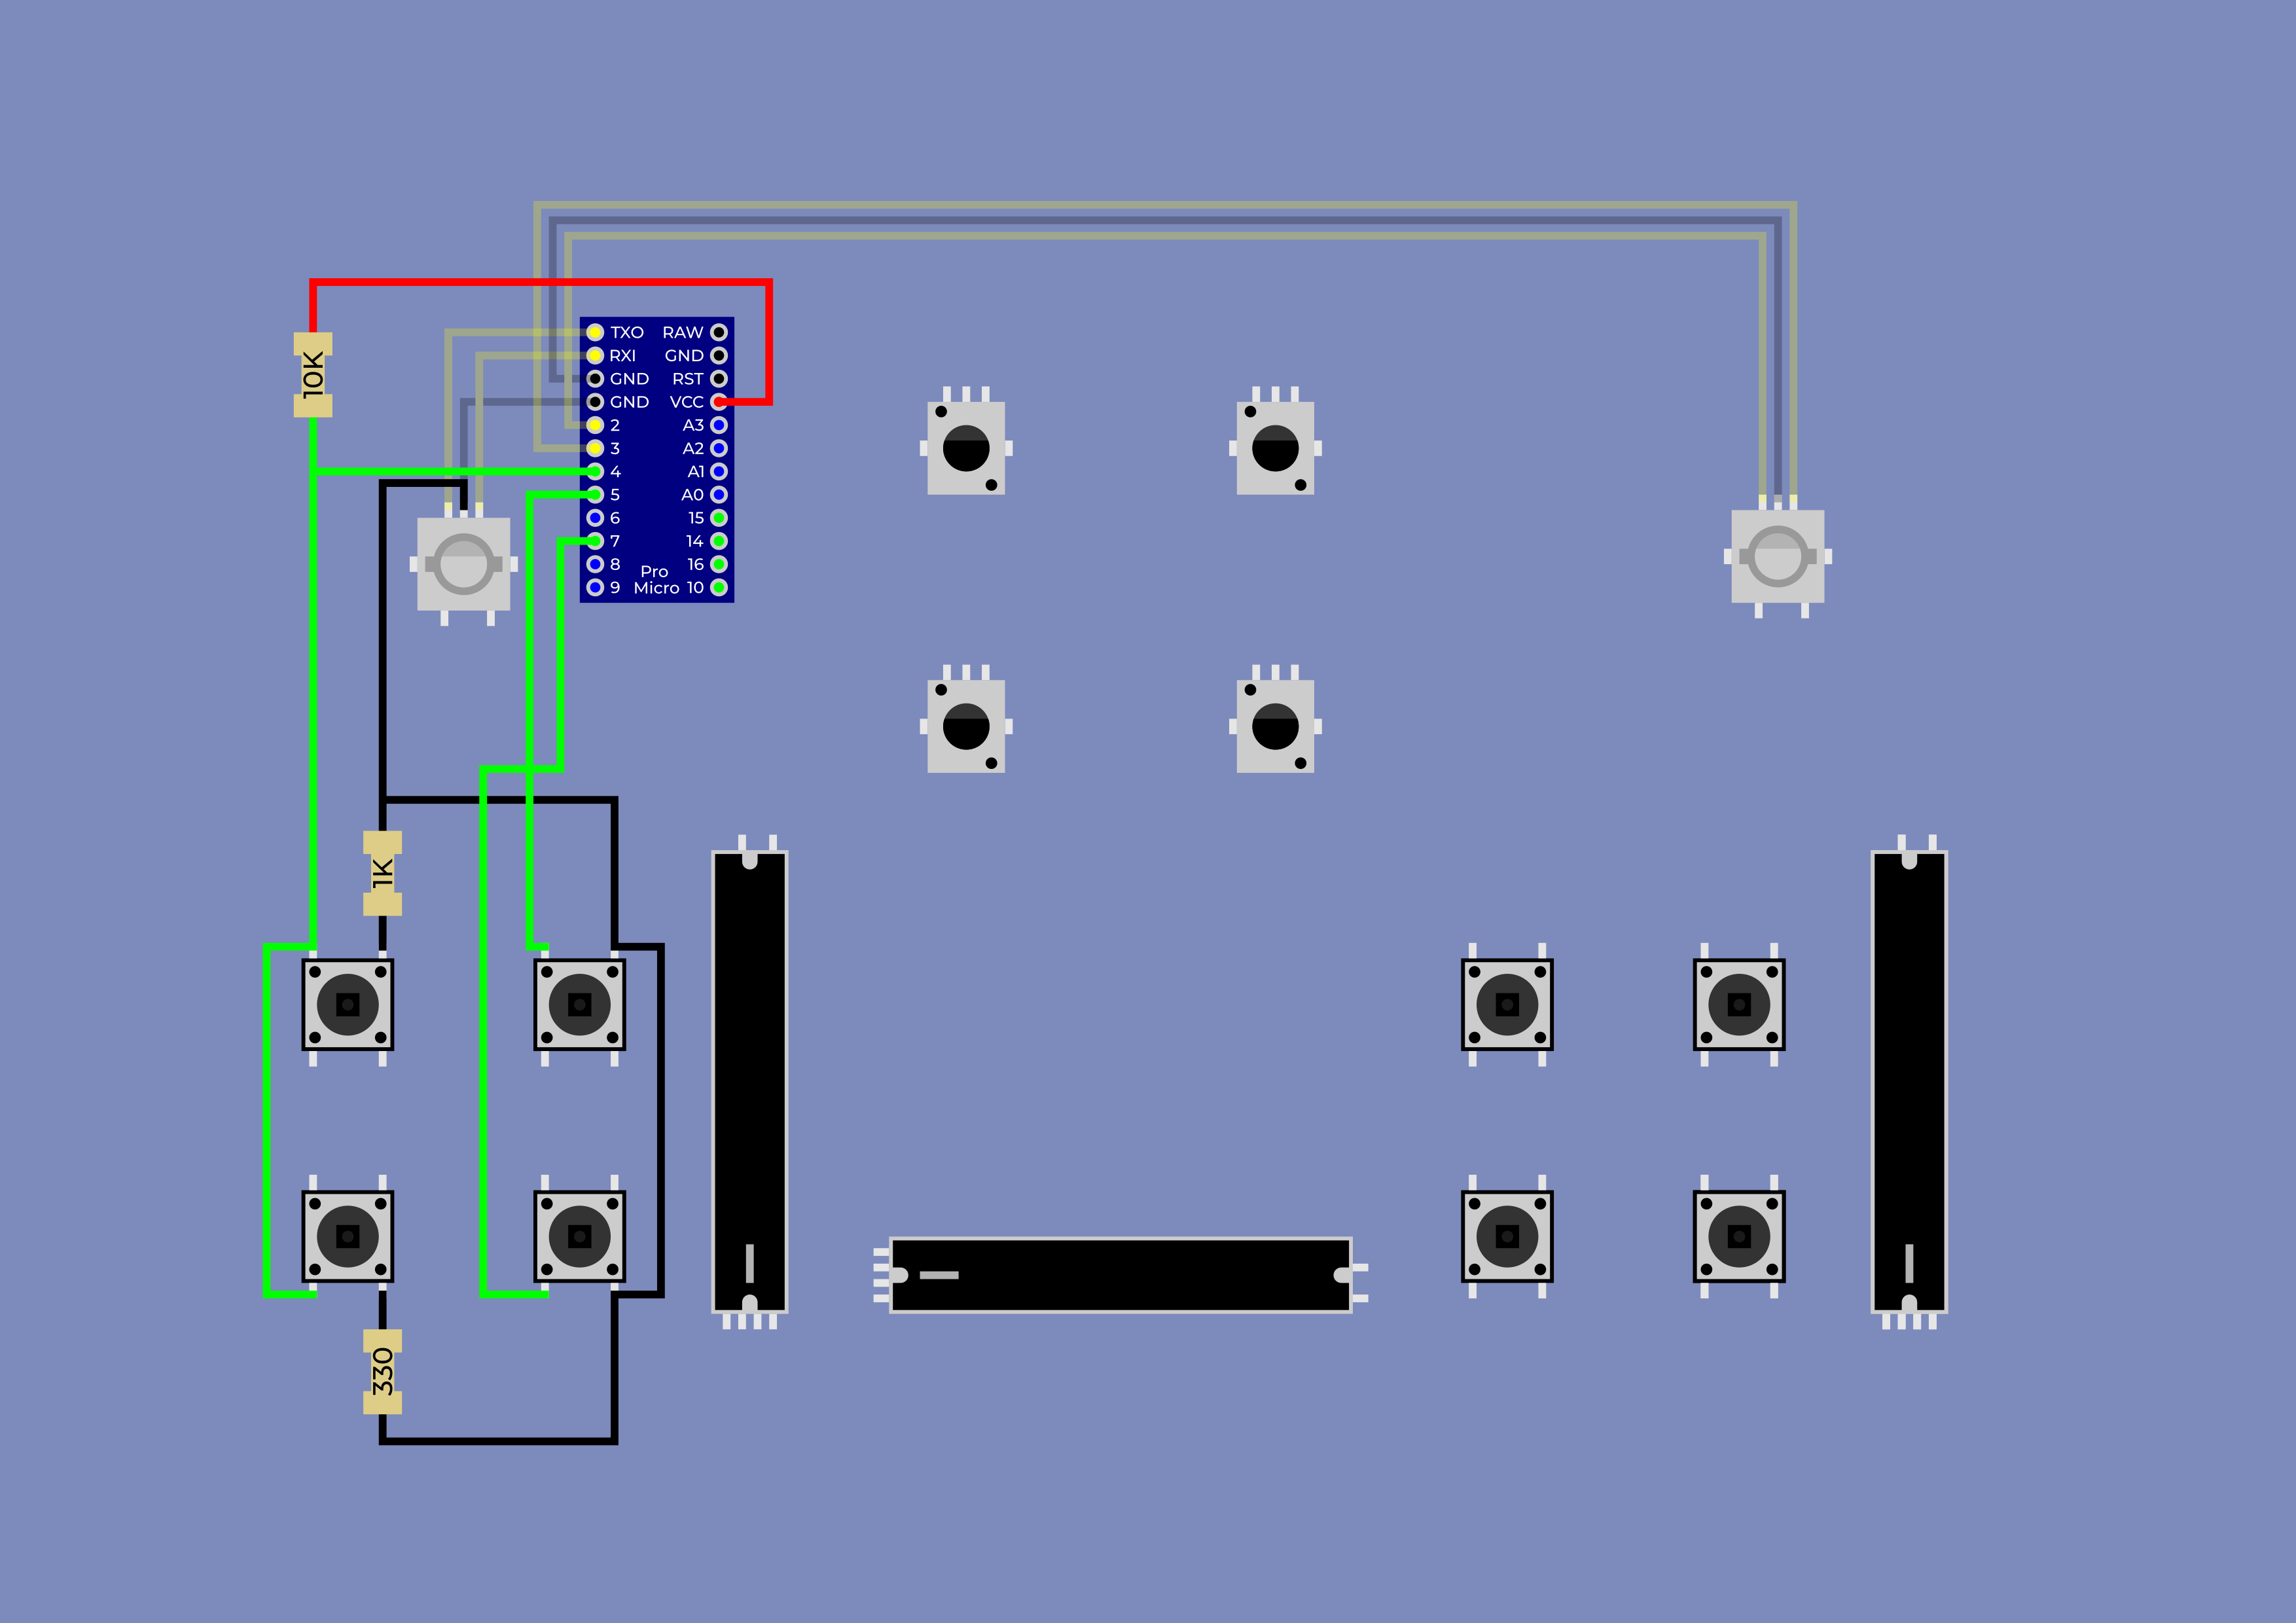 10K
TXO RAW
RXI GND
GND RST
GND VCC
2 A3
3 A2
4 A1
5 A0
6 15
7 14
8 Pro 16
9 Micro 10
1K
330